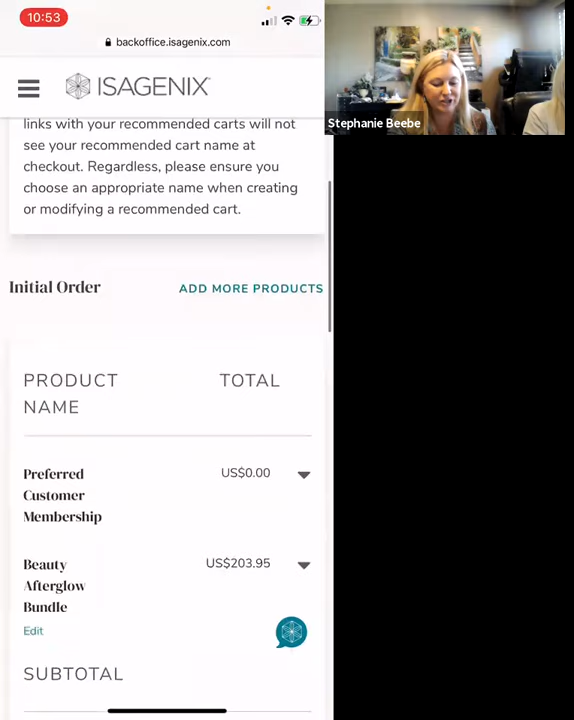 10:53
backoffice.isagenix.com
ISAGENIX
links with your recommended carts will not
see your recommended cart name at
checkout. Regardless, please ensure you
choose an appropriate name when creating
or modifying a recommended cart.
Initial Order
ADD MORE PRODUCTS
PRODUCT
NAME
TOTAL
Preferred
Customer
Membership
US$0.00
Beauty
Afterglow
Bundle
US$203.95
Edit
SUBTOTAL
Stephanie Beebe